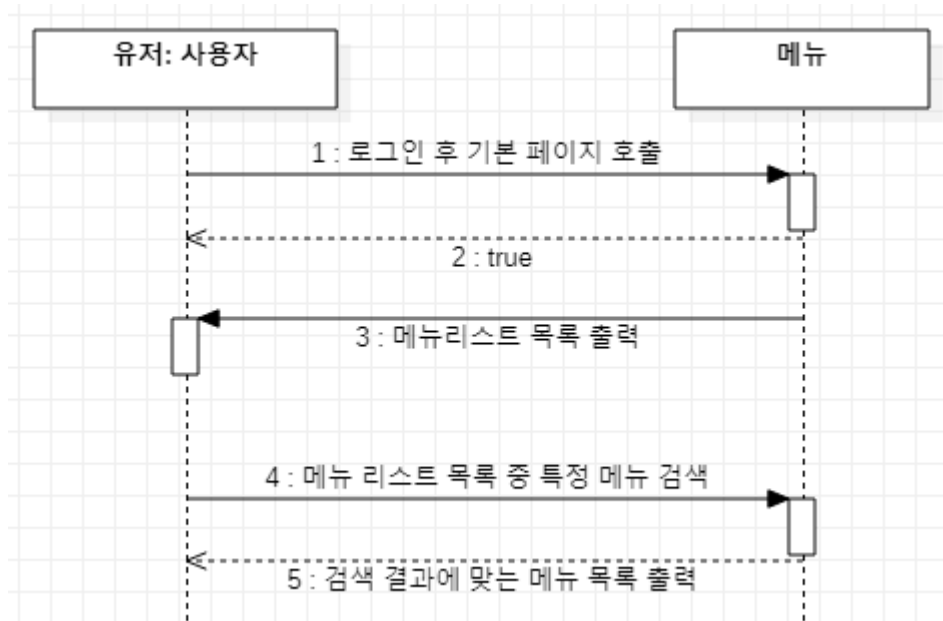 유저: 사용자
메뉴
1 : 로그인 후 기본 페이지 호출
2 : true
3 : 메뉴리스트 목록 출력
4 : 메뉴 리스트 목록 중 특정 메뉴 검색
5 : 검색 결과에 맞는 메뉴 목록 출력